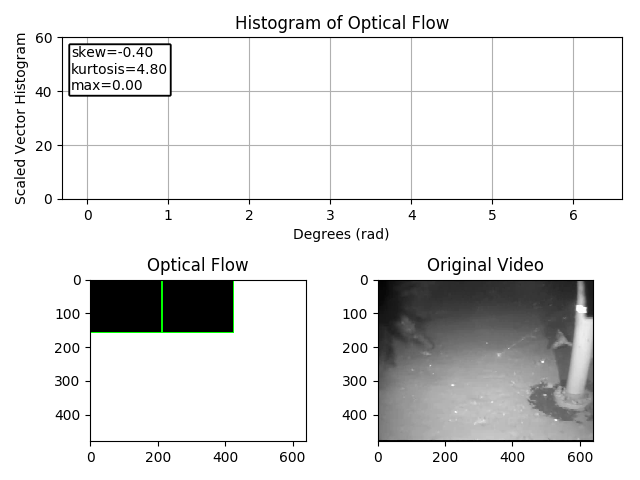 Histogram of Optical Flow
Scaled Vector Histogram
60
40
20
0
skew=-0.40
kurtosis=4.80
max=0.00
0 1 2 3 4 5 6
Degrees (rad)
Optical Flow
0
100
200
300
400
0 200 400 600
Original Video
0
100
200
300
400
0 200 400 600